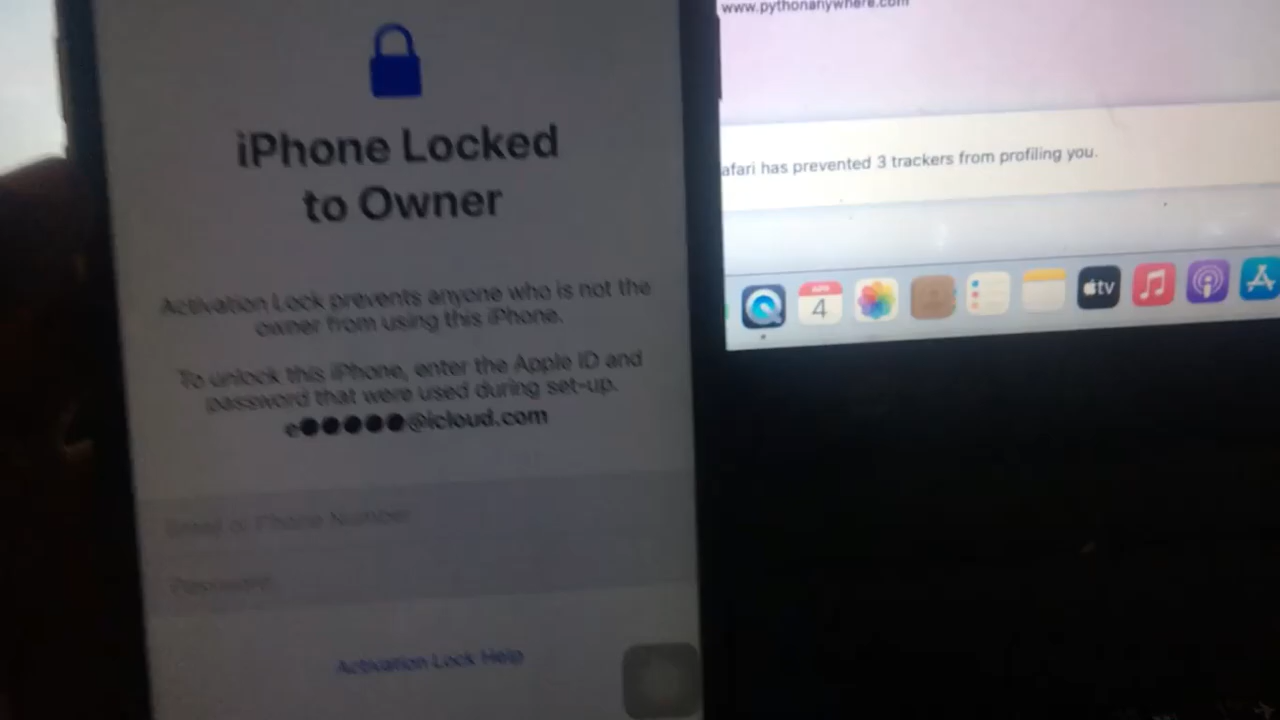 iPhone Locked
to Owner
Activation Lock prevents anyone who is not the
owner from using this iPhone.
To unlock this iPhone, enter the Apple ID and
password that were used during set-up.
e●●●●●@icloud.com
Email or Phone Number
Password
Activation Lock Help
www.pythonanywhere.com
afari has prevented 3 trackers from profiling you.
APR
4
tv